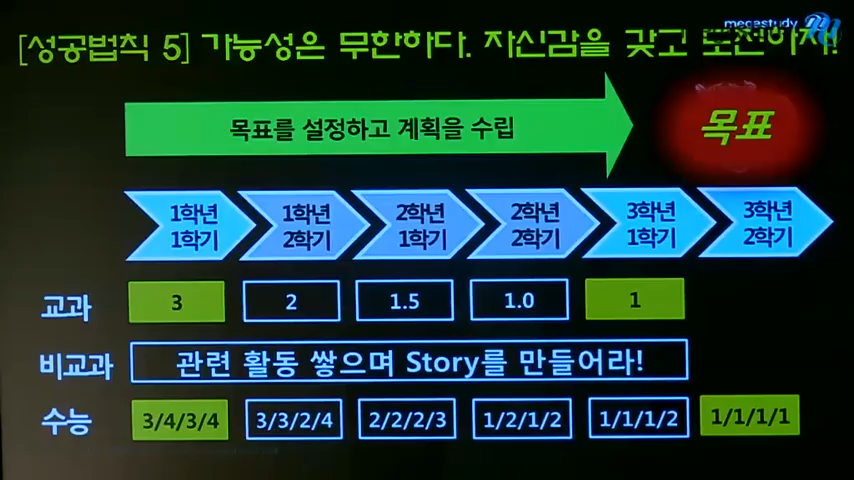 megastudy
[성공법칙 5] 가능성은 무한하다. 자신감을 갖고 도전하자!
목표를 설정하고 계획을 수립
목표
1학년 1학기
1학년 2학기
2학년 1학기
2학년 2학기
3학년 1학기
3학년 2학기
교과 3 2 1.5 1.0 1
비교과 관련 활동 쌓으며 Story를 만들어라!
수능 3/4/3/4 3/3/2/4 2/2/2/3 1/2/1/2 1/1/1/2 1/1/1/1